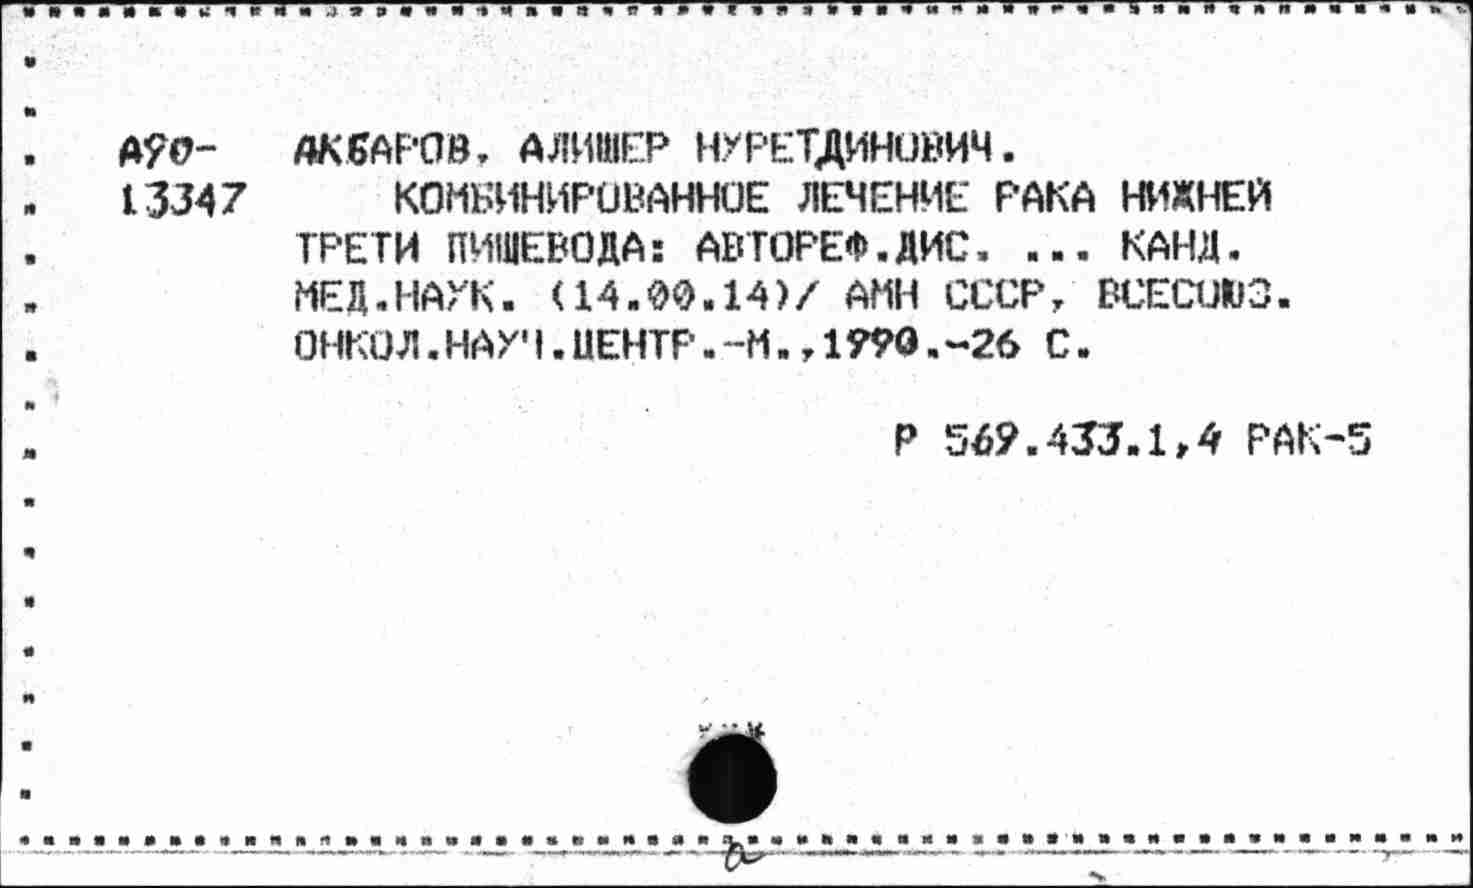 А90- АКБАРОВ, АЛИШЕР НУРЕТДИНОВИЧ.
13347 КОМБИНИРОВАННОЕ ЛЕЧЕНИЕ РАКА НИЖНЕЙ
ТРЕТИ ПИЩЕВОДА: АВТОРЕФ.ДИС. ... КАНД.
МЕД.НАУК. (14.00.14)/ АМН СССР, ВСЕСОЮЗ.
ОНКОЛ.НАУЧ.ЦЕНТР.-М.,1990.-26 С.
Р 569.433.1,4 РАК-5